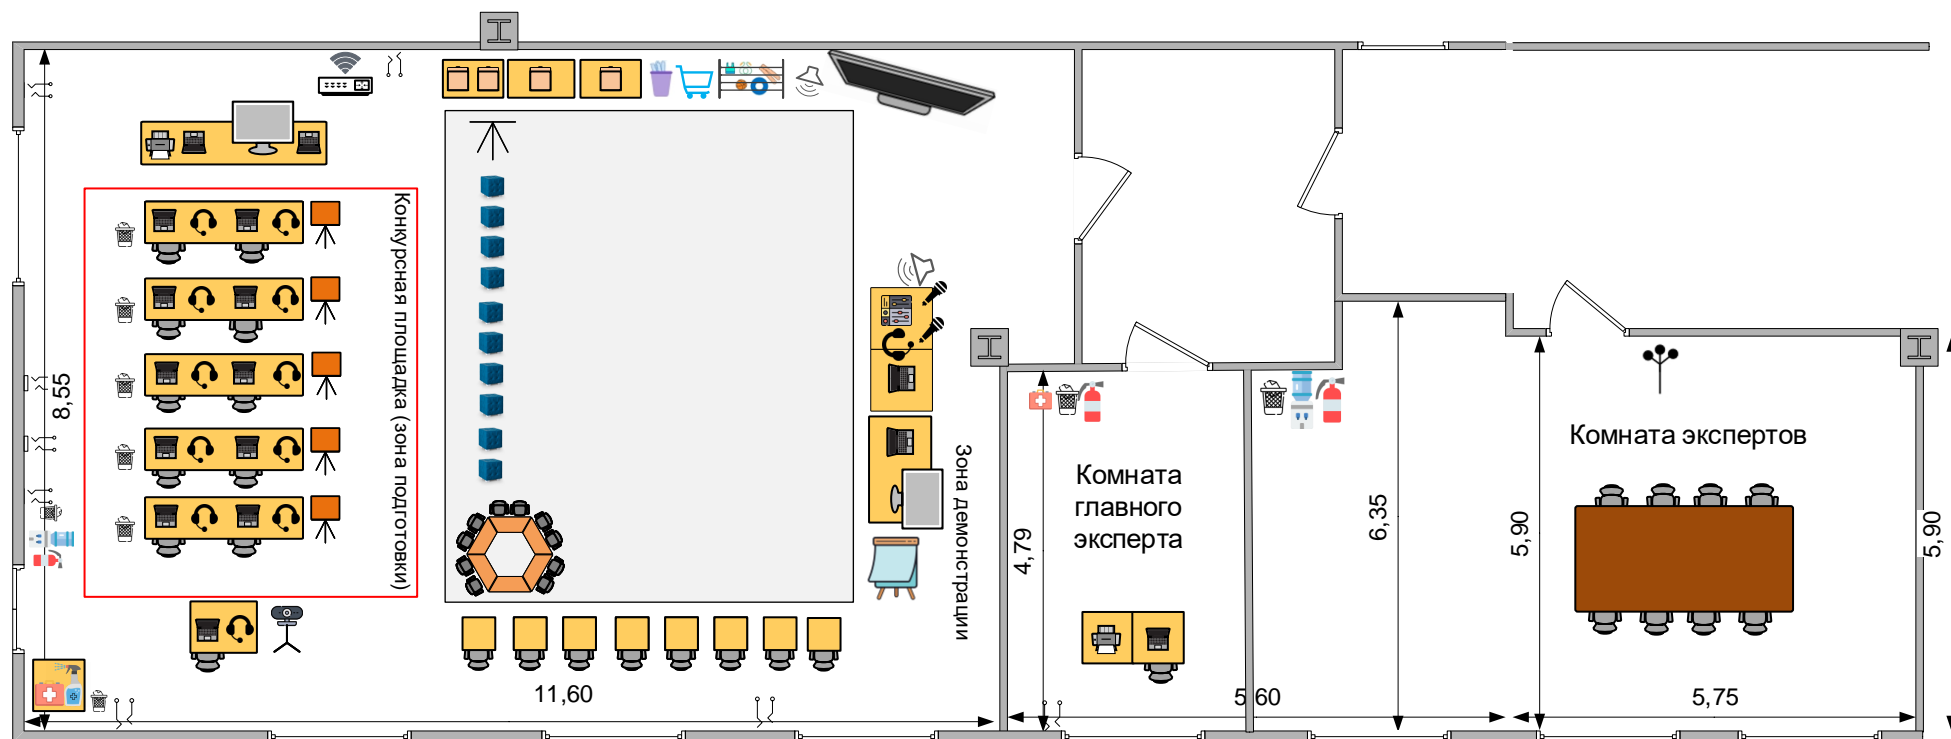 Конкурсная площадка (зона подготовки)
8,55
11,60
Зона демонстрации
Комната
главного
эксперта
4,79
5,60
6,35
5,90
Комната экспертов
5,75
5,90